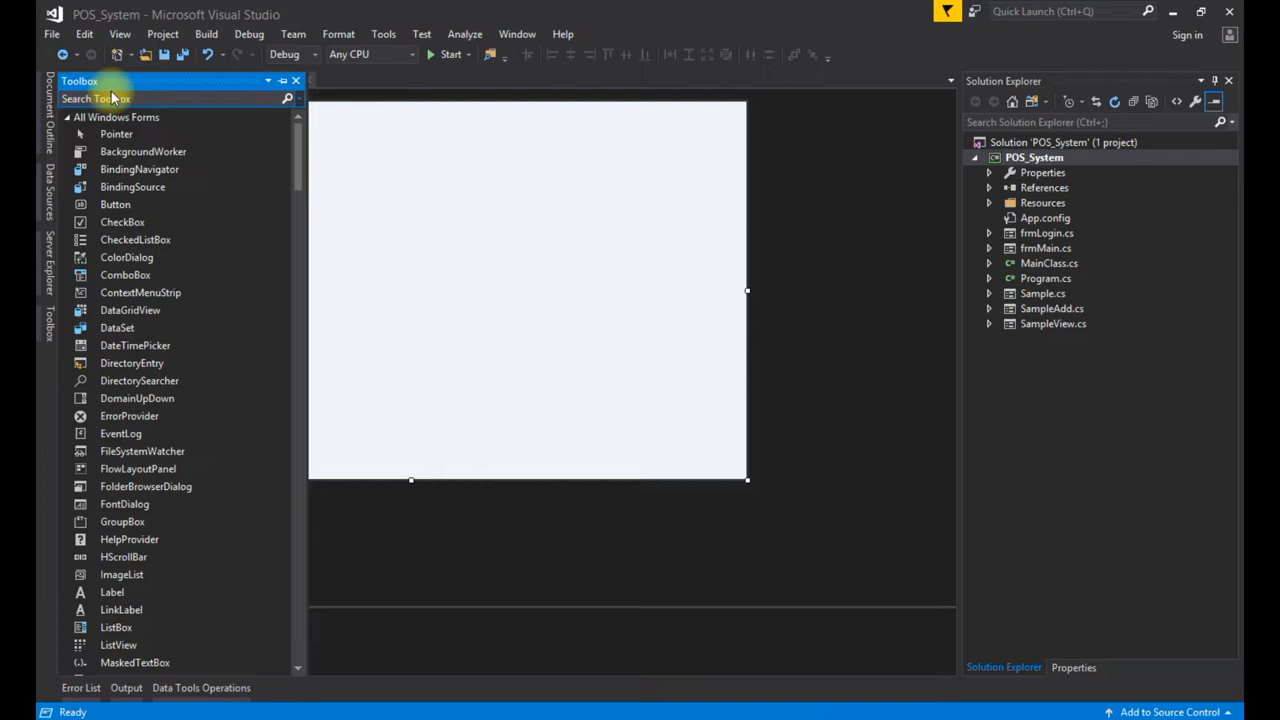 POS_System - Microsoft Visual Studio
Quick Launch (Ctrl+Q)
File Edit View Project Build Debug Team Format Tools Test Analyze Window Help
Sign in
Debug Any CPU Start
Document Outline
Data Sources
Server Explorer
Toolbox
Toolbox
Search Toolbox
All Windows Forms
Pointer
BackgroundWorker
BindingNavigator
BindingSource
Button
CheckBox
CheckedListBox
ColorDialog
ComboBox
ContextMenuStrip
DataGridView
DataSet
DateTimePicker
DirectoryEntry
DirectorySearcher
DomainUpDown
ErrorProvider
EventLog
FileSystemWatcher
FlowLayoutPanel
FolderBrowserDialog
FontDialog
GroupBox
HelpProvider
HScrollBar
ImageList
Label
LinkLabel
ListBox
ListView
MaskedTextBox
Solution Explorer
Search Solution Explorer (Ctrl+;)
Solution 'POS_System' (1 project)
POS_System
Properties
References
Resources
App.config
frmLogin.cs
frmMain.cs
MainClass.cs
Program.cs
Sample.cs
SampleAdd.cs
SampleView.cs
Solution Explorer Properties
Error List Output Data Tools Operations
Ready
Add to Source Control